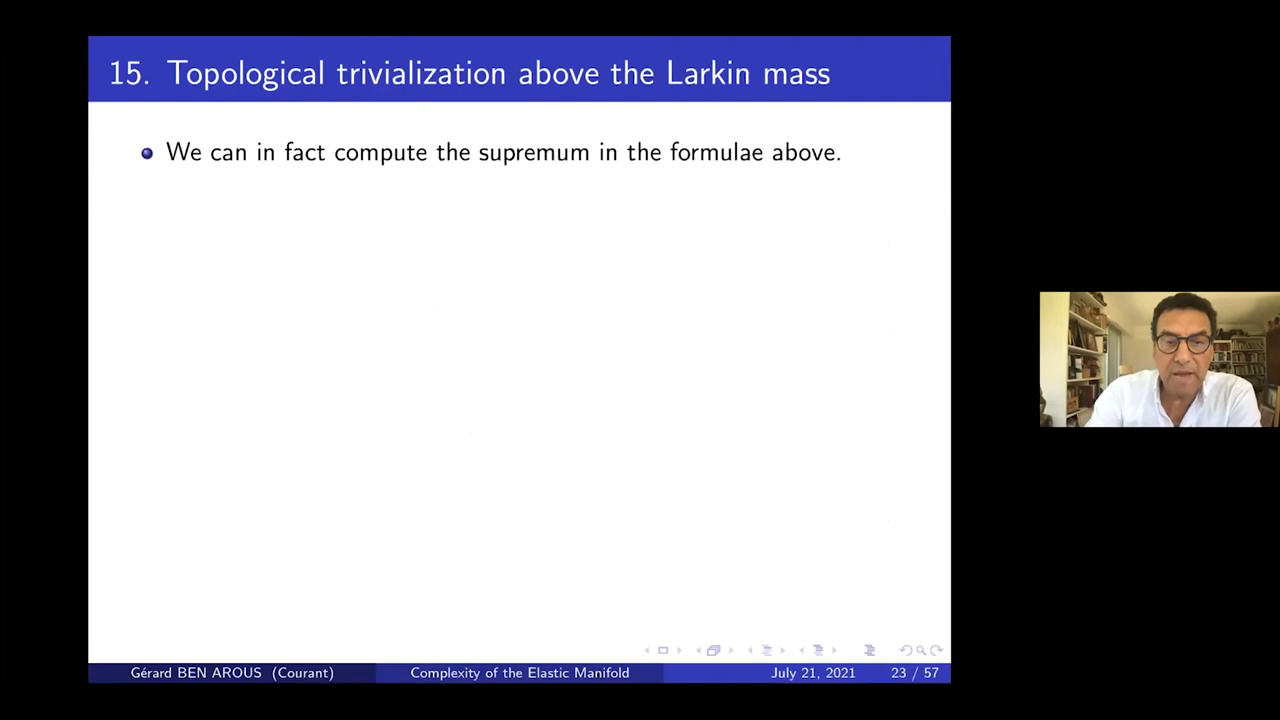 15. Topological trivialization above the Larkin mass
We can in fact compute the supremum in the formulae above.
Gérard BEN AROUS (Courant)
Complexity of the Elastic Manifold
July 21, 2021
23 / 57